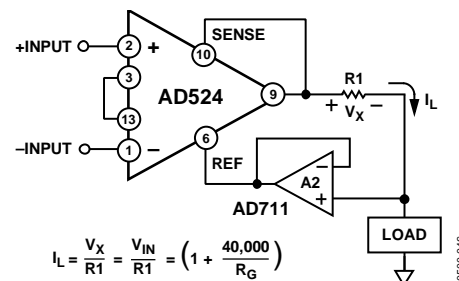 +INPUT
2
+
10
SENSE
3
AD524
9
R1
+ Vx −
IL
13
6
REF
−INPUT
1
−
−
A2
+
AD711
LOAD
IL = Vx/R1 = VIN/R1 = (1 + 40,000/RG)